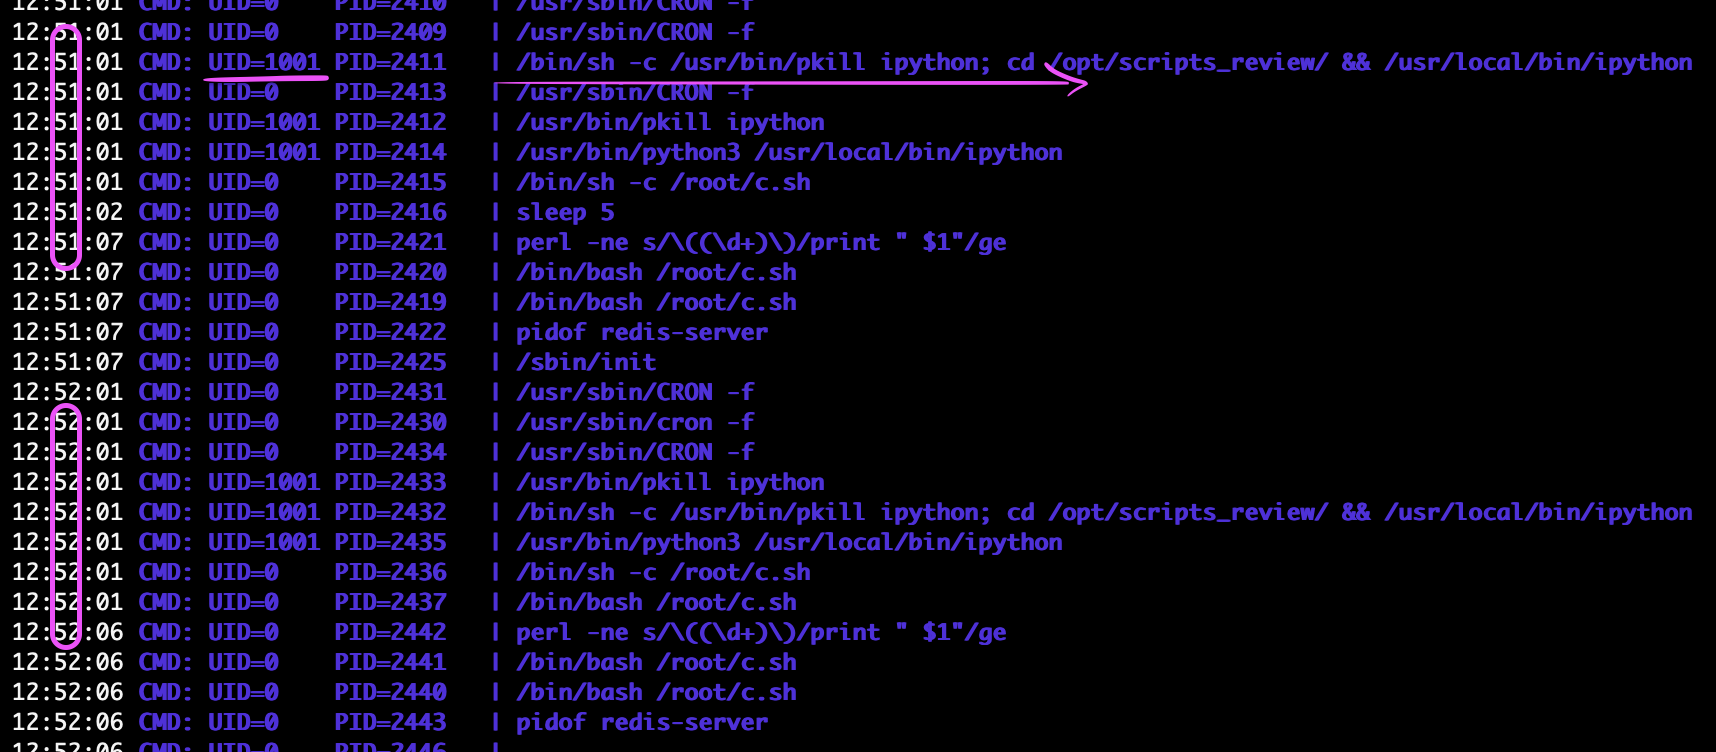 12:51:01 CMD: UID=0 PID=2410 | /usr/sbin/CRON -f
12:51:01 CMD: UID=0 PID=2409 | /usr/sbin/CRON -f
12:51:01 CMD: UID=1001 PID=2411 | /bin/sh -c /usr/bin/pkill ipython; cd /opt/scripts_review/ && /usr/local/bin/ipython
12:51:01 CMD: UID=0 PID=2413 | /usr/sbin/CRON -f
12:51:01 CMD: UID=1001 PID=2412 | /usr/bin/pkill ipython
12:51:01 CMD: UID=1001 PID=2414 | /usr/bin/python3 /usr/local/bin/ipython
12:51:01 CMD: UID=0 PID=2415 | /bin/sh -c /root/c.sh
12:51:02 CMD: UID=0 PID=2416 | sleep 5
12:51:07 CMD: UID=0 PID=2421 | perl -ne s/\((\d+)\)/print " $1"/ge
12:51:07 CMD: UID=0 PID=2420 | /bin/bash /root/c.sh
12:51:07 CMD: UID=0 PID=2419 | /bin/bash /root/c.sh
12:51:07 CMD: UID=0 PID=2422 | pidof redis-server
12:51:07 CMD: UID=0 PID=2425 | /sbin/init
12:52:01 CMD: UID=0 PID=2431 | /usr/sbin/CRON -f
12:52:01 CMD: UID=0 PID=2430 | /usr/sbin/cron -f
12:52:01 CMD: UID=0 PID=2434 | /usr/sbin/CRON -f
12:52:01 CMD: UID=1001 PID=2433 | /usr/bin/pkill ipython
12:52:01 CMD: UID=1001 PID=2432 | /bin/sh -c /usr/bin/pkill ipython; cd /opt/scripts_review/ && /usr/local/bin/ipython
12:52:01 CMD: UID=1001 PID=2435 | /usr/bin/python3 /usr/local/bin/ipython
12:52:01 CMD: UID=0 PID=2436 | /bin/sh -c /root/c.sh
12:52:01 CMD: UID=0 PID=2437 | /bin/bash /root/c.sh
12:52:06 CMD: UID=0 PID=2442 | perl -ne s/\((\d+)\)/print " $1"/ge
12:52:06 CMD: UID=0 PID=2441 | /bin/bash /root/c.sh
12:52:06 CMD: UID=0 PID=2440 | /bin/bash /root/c.sh
12:52:06 CMD: UID=0 PID=2443 | pidof redis-server
12:52:06 CMD: UID=0 PID=2446 |